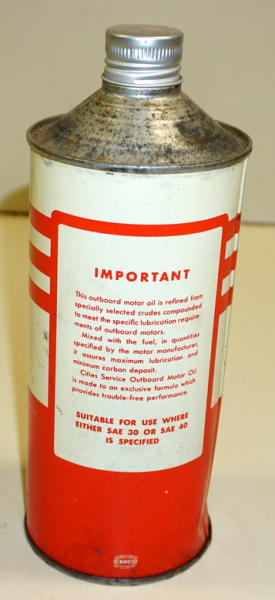 IMPORTANT
This outboard motor oil is refined from
specially selected crudes compounded
to meet the specific lubrication require-
ments of outboard motors.
Mixed with the fuel, in quantities
specified by the motor manufacturer,
it assures maximum lubrication and
minimum carbon deposit.
Cities Service Outboard Motor Oil
is made to an exclusive formula which
provides trouble-free performance.
SUITABLE FOR USE WHERE
EITHER SAE 30 OR SAE 40
IS SPECIFIED
CANCO